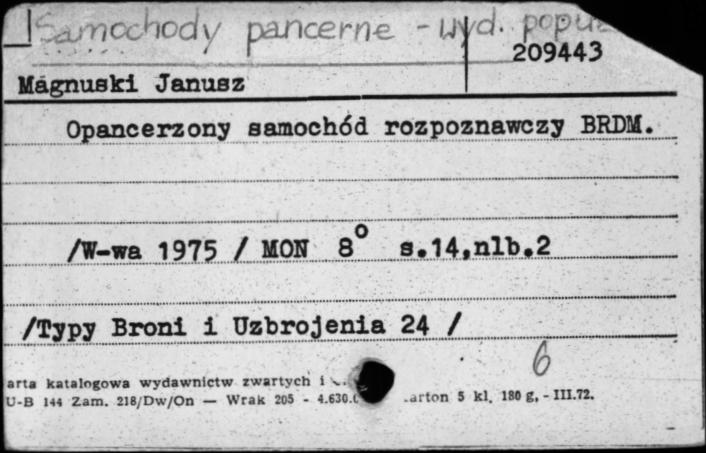 Samochody pancerne - wyd.
209443
Magnuski Janusz
Opancerzony samochód rozpoznawczy BRDM.
/W-wa 1975 / MON 8° s.14,nlb.2
/Typy Broni i Uzbrojenia 24 /
6
arta katalogowa wydawnictw zwartych i
U-B 144 Zam. 218/Dw/On — Wrak 205 - 4.630. arton 5 kl. 180 g, - III.72.